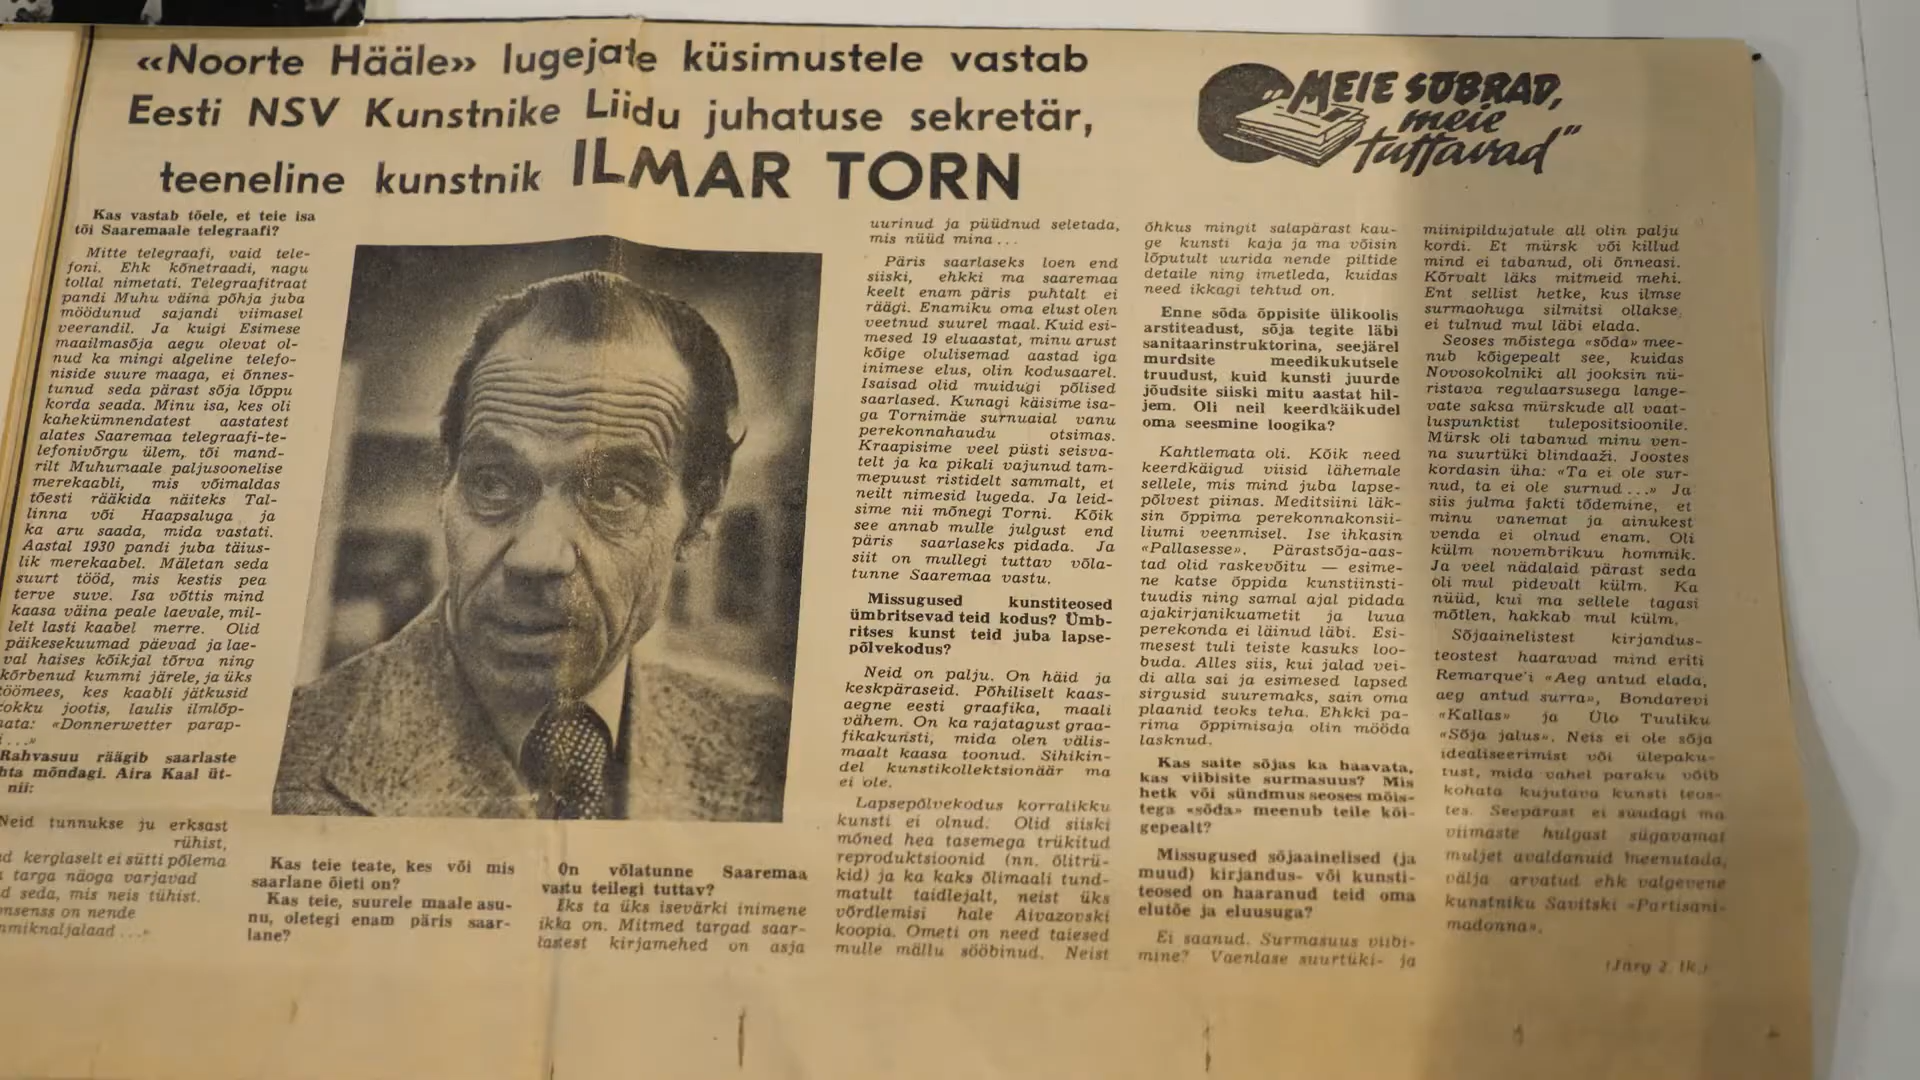 «Noorte Hääle» lugejate küsimustele vastab
Eesti NSV Kunstnike Liidu juhatuse sekretär,
teeneline kunstnik ILMAR TORN
MEIE SÕBRAD,
meie
tuttavad"
Kas vastab tõele, et teie isa
tõi Saaremaale telegraafi?
Mitte telegraafi, vaid tele-
foni. Ehk kõnetraadi, nagu
tollal nimetati. Telegraafitraat
pandi Muhu väina põhja juba
möödunud sajandi viimasel
veerandil. Ja kuigi Esimese
maailmasõja aegu olevat ol-
nud ka mingi algeline telefo-
niside suure maaga, ei õnnes-
tunud seda pärast sõja lõppu
korda seada. Minu isa, kes oli
kahekümnendatest aastatest
alates Saaremaa telegraafi-te-
lefonivõrgu ülem, tõi mand-
rilt Muhumaale paljusoonelise
merekaabli, mis võimaldas
tõesti rääkida näiteks Tal-
linna või Haapsaluga ja
ka aru saada, mida vastati.
Aastal 1930 pandi juba täius-
lik merekaabel. Mäletan seda
suurt tööd, mis kestis pea
terve suve. Isa võttis mind
kaasa väina peale laevale, mil-
lelt lasti kaabel merre. Olid
päikesekuumad päevad ja lae-
val haises kõikjal tõrva ning
kõrbenud kummi järele, ja üks
töömees, kes kaabli jätkusid
kokku jootis, laulis ilmlõp-
mata: «Donnerwetter parap-
...»
Rahvasuu räägib saarlaste
kohta mõndagi. Aira Kaal üt-
nii:
Neid tunnukse ju erksast
rühist,
kerglaselt ei sütti põlema
targa näoga varjavad
seda, mis neis tühist.
on nende
...»
Kas teie teate, kes või mis
saarlane õieti on?
Kas teie, suurele maale asu-
nu, oletegi enam päris saar-
lane?
On võlatunne Saaremaa
vastu teilegi tuttav?
Eks ta üks isevärki inimene
ikka on. Mitmed targad saar-
lastest kirjamehed on asja
uurinud ja püüdnud seletada,
mis nüüd mina...
Päris saarlaseks loen end
siiski, ehkki ma saaremaa
keelt enam päris puhtalt ei
räägi. Enamiku oma elust olen
veetnud suurel maal. Kuid esi-
mesed 19 eluaastat, minu arust
kõige olulisemad aastad iga
inimese elus, olin kodusaarel.
Isaisad olid muidugi põlised
saarlased. Kunagi käisime isa-
ga Tornimäe surnuaial vanu
perekonnahaudu otsimas.
Kraapisime veel püsti seisva-
telt ja ka pikali vajunud tam-
mepuust ristidelt sammalt, et
neilt nimesid lugeda. Ja leid-
sime nii mõnegi Torni. Kõik
see annab mulle julgust end
päris saarlaseks pidada. Ja
siit on mullegi tuttav võla-
tunne Saaremaa vastu.
Missugused kunstiteosed
ümbritsevad teid kodus? Ümb-
ritses kunst teid juba lapse-
põlvekodus?
Neid on palju. On häid ja
keskpäraseid. Põhiliselt kaas-
aegne eesti graafika, maali
vähem. On ka rajatagust graa-
fikakunsti, mida olen välis-
maalt kaasa toonud. Sihikin-
del kunstikollektsionäär ma
ei ole.
Lapsepõlvekodus korralikku
kunsti ei olnud. Olid siiski
mõned hea tasemega trükitud
reproduktsioonid (nn. õlitrü-
kid) ja ka kaks õlimaali tund-
matult taidlejalt, neist üks
võrdlemisi hale Aivazovski
koopia. Ometi on need taiesed
mulle mällu sööbinud. Neist
õhkus mingit salapärast kau-
ge kunsti kaja ja ma võisin
lõputult uurida nende piltide
detaile ning imetleda, kuidas
need ikkagi tehtud on.
Enne sõda õppisite ülikoolis
arstiteadust, sõja tegite läbi
sanitaarinstruktorina, seejärel
murdsite meedikukutsele
truudust, kuid kunsti juurde
jõudsite siiski mitu aastat hil-
jem. Oli neil keerdkäikudel
oma seesmine loogika?
Kahtlemata oli. Kõik need
keerdkäigud viisid lähemale
sellele, mis mind juba lapse-
põlvest piinas. Meditsiini läk-
sin õppima perekonnakonsii-
liumi veenmisel. Ise ihkasin
«Pallasesse». Pärastsõja-aas-
tad olid raskevõitu — esime-
ne katse õppida kunstiinsti-
tuudis ning samal ajal pidada
ajakirjanikuametit ja luua
perekonda ei läinud läbi. Esi-
mesest tuli teiste kasuks loo-
buda. Alles siis, kui jalad vei-
di alla sai ja esimesed lapsed
sirgusid suuremaks, sain oma
plaanid teoks teha. Ehkki pa-
rima õppimisaja olin mööda
lasknud.
Kas saite sõjas ka haavata,
kas viibisite surmasuus? Mis
hetk või sündmus seoses mõis-
tega «sõda» meenub teile kõi-
gepealt?
Missugused sõjaainelised (ja
muud) kirjandus- või kunsti-
teosed on haaranud teid oma
elutõe ja eluusuga?
Ei saanud. Surmasuus viibi-
mine? Vaenlase suurtüki- ja
miinipildujatule all olin palju
kordi. Et mürsk või killud
mind ei tabanud, oli õnneasi.
Kõrvalt läks mitmeid mehi.
Ent sellist hetke, kus ilmse
surmaohuga silmitsi ollakse,
ei tulnud mul läbi elada.
Seoses mõistega «sõda» mee-
nub kõigepealt see, kuidas
Novosokolniki all jooksin nü-
ristava regulaarsusega lange-
vate saksa mürskude all vaat-
luspunktist tulepositsioonile.
Mürsk oli tabanud minu ven-
na suurtüki blindaaži. Joostes
kordasin üha: «Ta ei ole sur-
nud, ta ei ole surnud...» Ja
siis julma fakti tõdemine, et
minu vanemat ja ainukest
venda ei olnud enam. Oli
külm novembrikuu hommik.
Ja veel nädalaid pärast seda
oli mul pidevalt külm. Ka
nüüd, kui ma sellele tagasi
mõtlen, hakkab mul külm.
Sõjaainelistest kirjandus-
teostest haaravad mind eriti
Remarque'i «Aeg antud elada,
aeg antud surra», Bondarevi
«Kallas» ja Ülo Tuuliku
«Sõja jalus». Neis ei ole sõja
idealiseerimist või ülepaku-
tust, mida vahel paraku võib
kohata kujutava kunsti teos-
tes. Seepärast ei suudagi ma
viimaste hulgast sügavamat
muljet avaldanuid meenutada,
välja arvatud ehk valgevene
kunstniku Savitski «Partisani-
madonna».
(Järg 2. lk.)